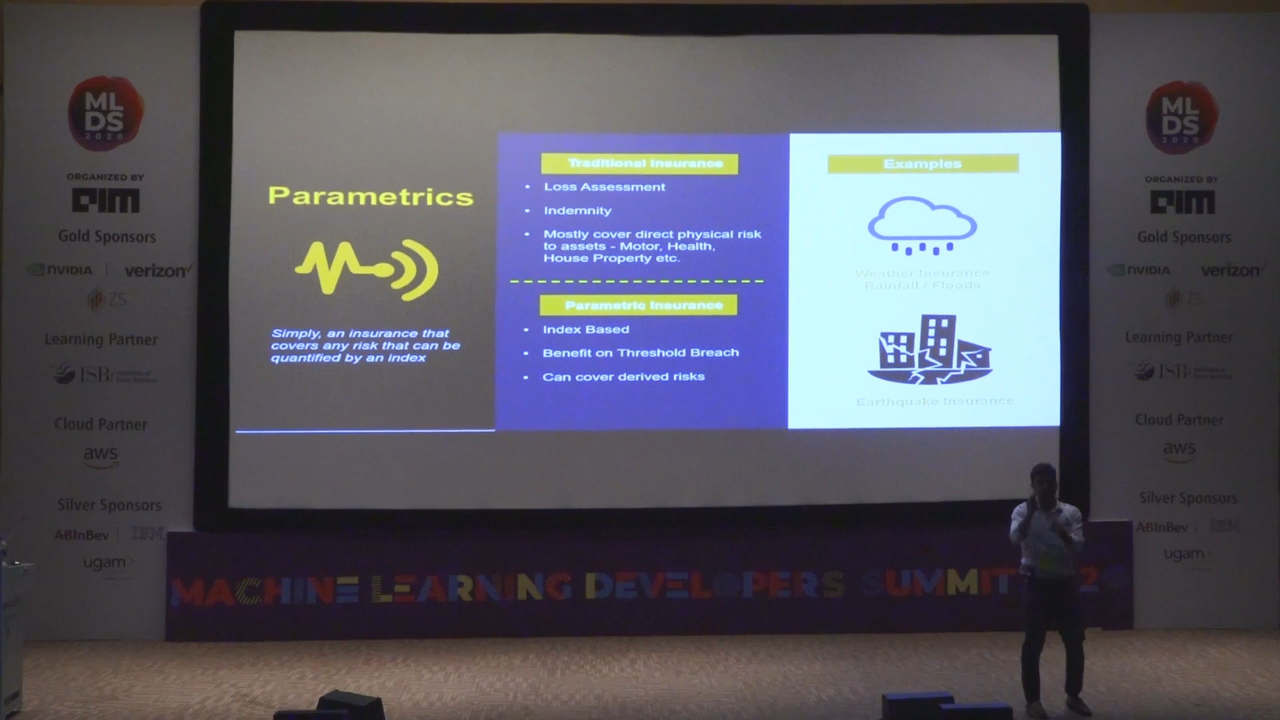 ML
DS
2020
ORGANIZED BY
AIM
Gold Sponsors
NVIDIA
verizon
ZS
Learning Partner
ISB
Cloud Partner
aws
Silver Sponsors
ABInBev
IBM
ugam
Parametrics
Simply, an insurance that
covers any risk that can be
quantified by an index
Traditional Insurance
• Loss Assessment
• Indemnity
• Mostly cover direct physical risk
to assets - Motor, Health,
House Property etc.
Parametric Insurance
• Index Based
• Benefit on Threshold Breach
• Can cover derived risks
Examples
Weather Insurance
Rainfall / Floods
Earthquake Insurance
MACHINE LEARNING DEVELOPERS SUMMIT
ML
DS
2020
ORGANIZED BY
AIM
Gold Sponsors
NVIDIA
verizon
ZS
Learning Partner
ISB
Cloud Partner
aws
Silver Sponsors
ABInBev
IBM
ugam